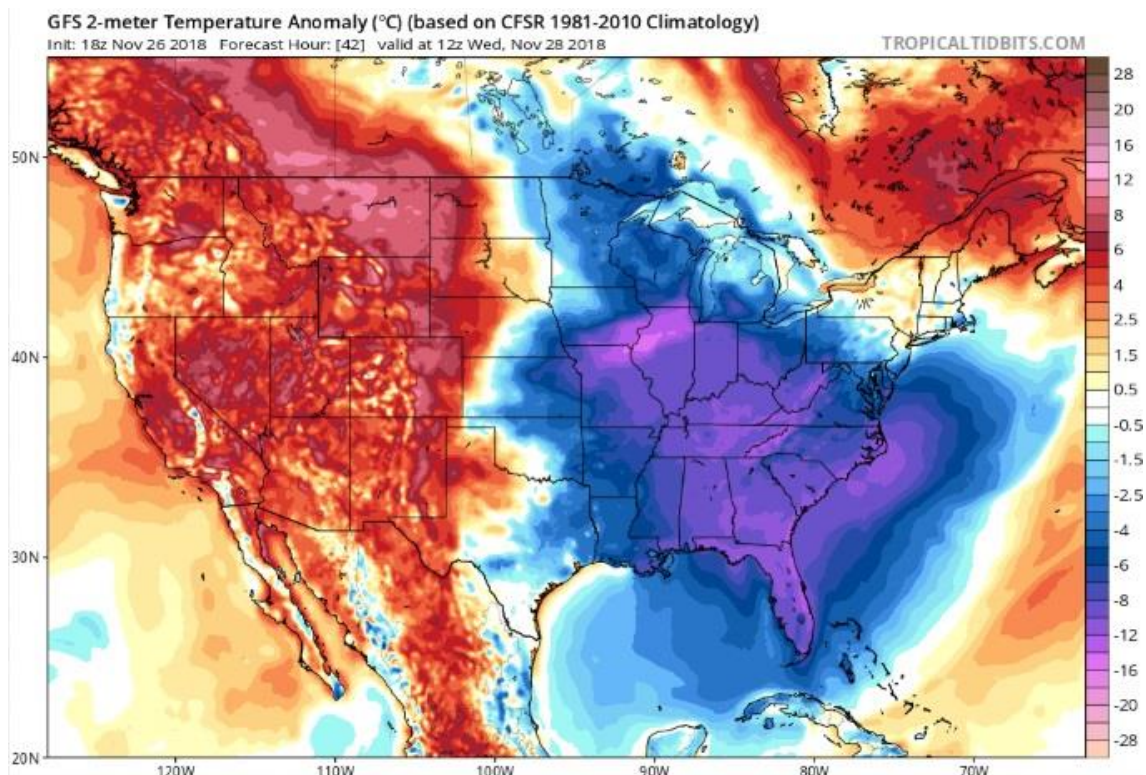 GFS 2-meter Temperature Anomaly (°C) (based on CFSR 1981-2010 Climatology)
Init: 18z Nov 26 2018 Forecast Hour: [42] valid at 12z Wed, Nov 28 2018
TROPICALTIDBITS.COM
50N
40N
30N
20N
120W
110W
100W
90W
80W
70W
28
20
16
12
8
6
4
2.5
1.5
0.5
-0.5
-1.5
-2.5
-4
-6
-8
-12
-16
-20
-28